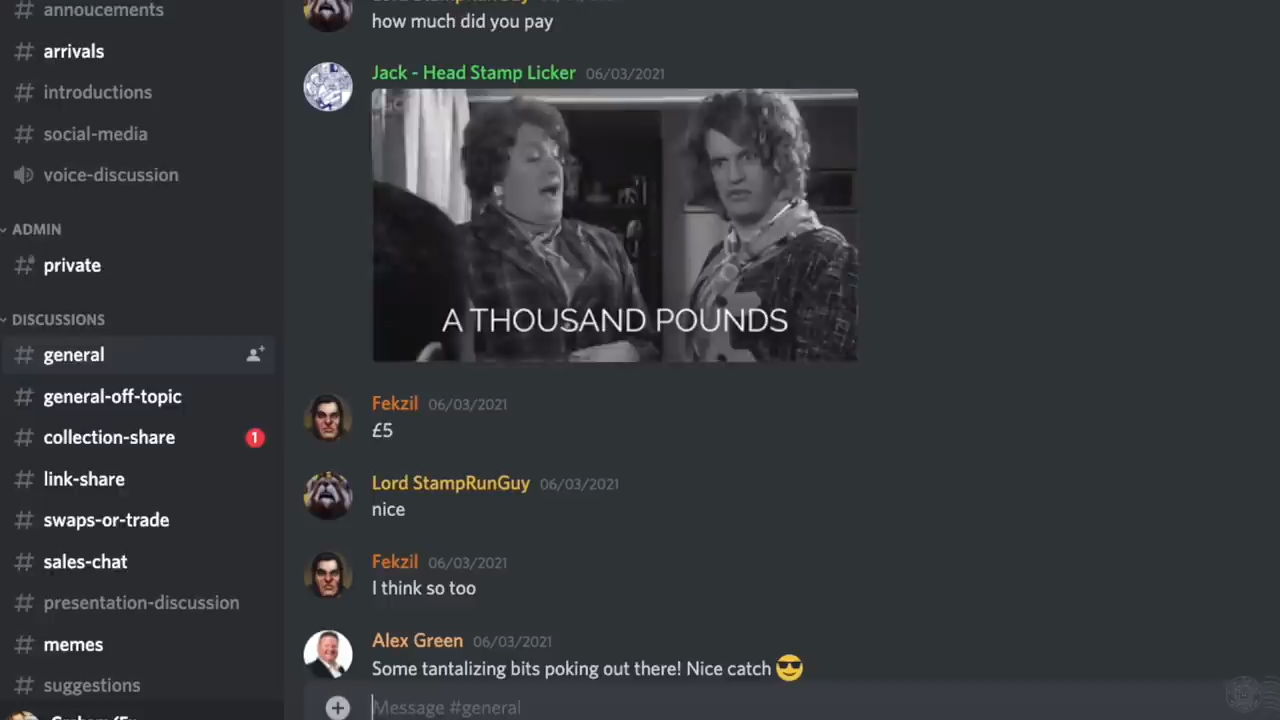 annoucements
arrivals
introductions
social-media
voice-discussion
ADMIN
private
DISCUSSIONS
general
general-off-topic
collection-share
1
link-share
swaps-or-trade
sales-chat
presentation-discussion
memes
suggestions
how much did you pay
Jack - Head Stamp Licker 06/03/2021
A THOUSAND POUNDS
Fekzil 06/03/2021
£5
Lord StampRunGuy 06/03/2021
nice
Fekzil 06/03/2021
I think so too
Alex Green 06/03/2021
Some tantalizing bits poking out there! Nice catch 😎
Message #general